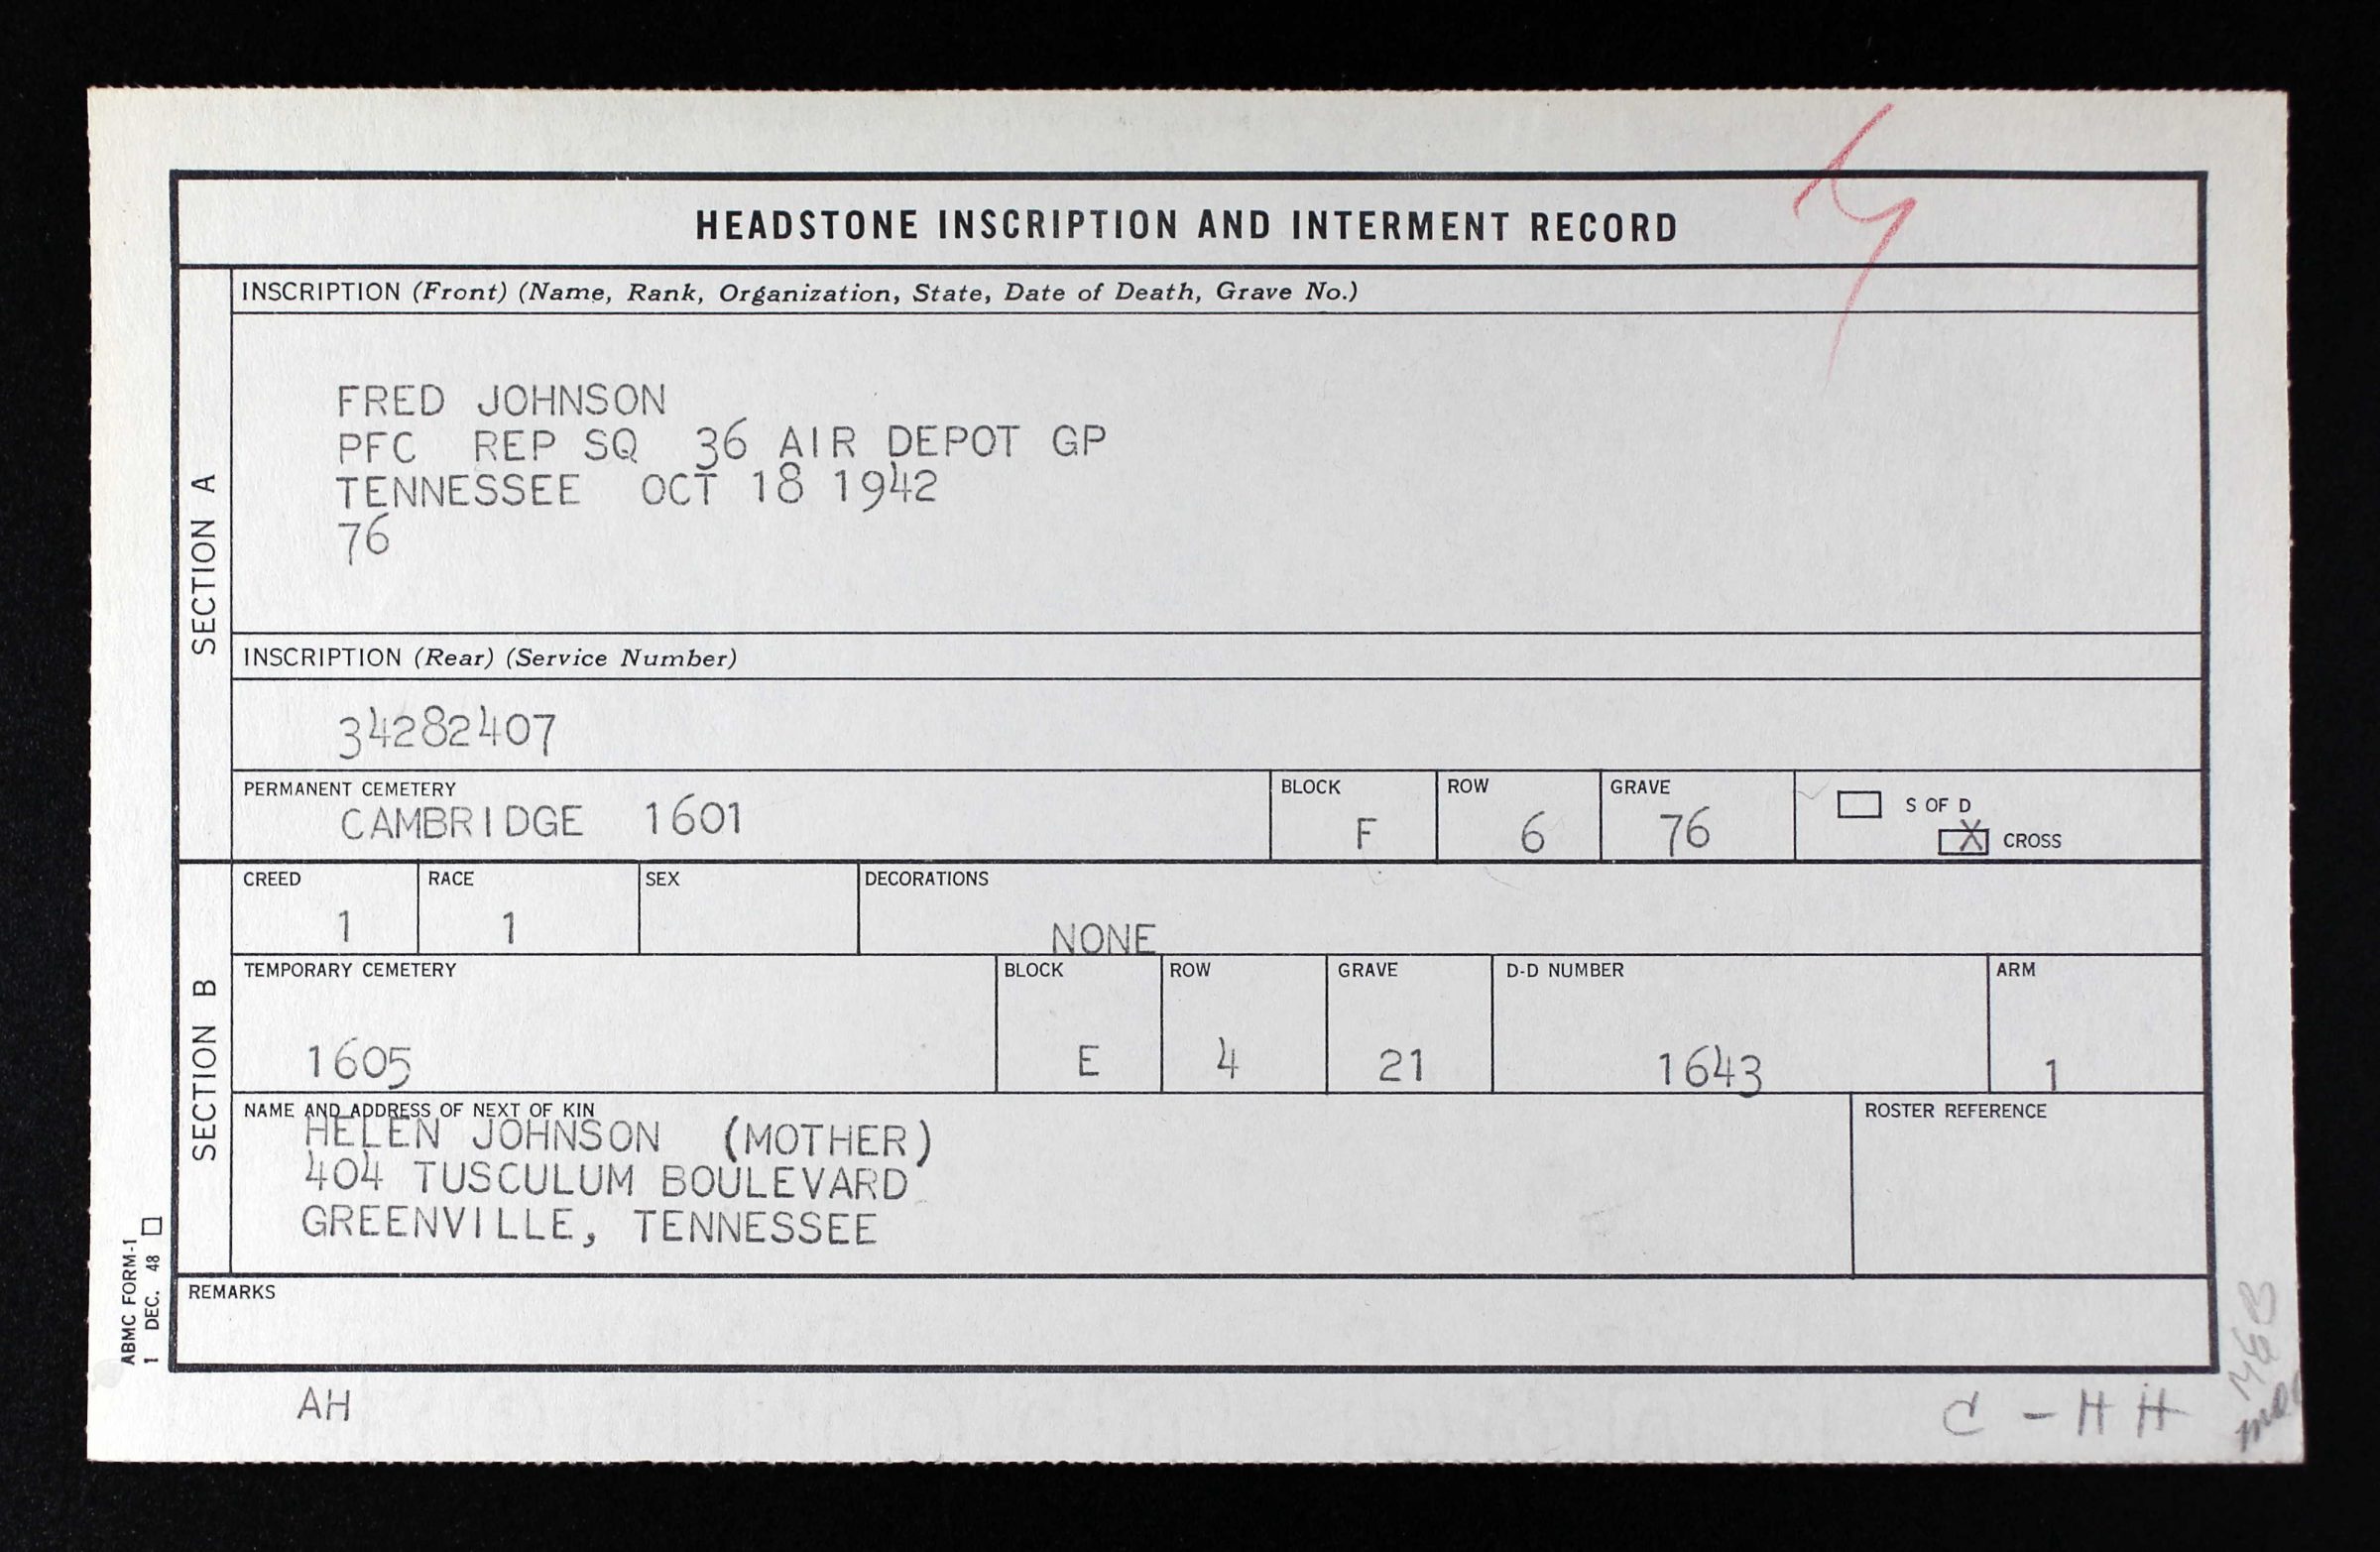 HEADSTONE INSCRIPTION AND INTERMENT RECORD
SECTION A
INSCRIPTION (Front) (Name, Rank, Organization, State, Date of Death, Grave No.)
FRED JOHNSON
PFC REP SQ 36 AIR DEPOT GP
TENNESSEE OCT 18 1942
76
INSCRIPTION (Rear) (Service Number)
34282407
PERMANENT CEMETERY BLOCK ROW GRAVE
CAMBRIDGE 1601 F 6 76
S OF D
X CROSS
SECTION B
CREED RACE SEX DECORATIONS
1 1 NONE
TEMPORARY CEMETERY BLOCK ROW GRAVE D-D NUMBER ARM
1605 E 4 21 1643 1
NAME AND ADDRESS OF NEXT OF KIN ROSTER REFERENCE
HELEN JOHNSON (MOTHER)
404 TUSCULUM BOULEVARD
GREENVILLE, TENNESSEE
REMARKS
ABMC FORM-1
1 DEC. 48
AH
C - H H